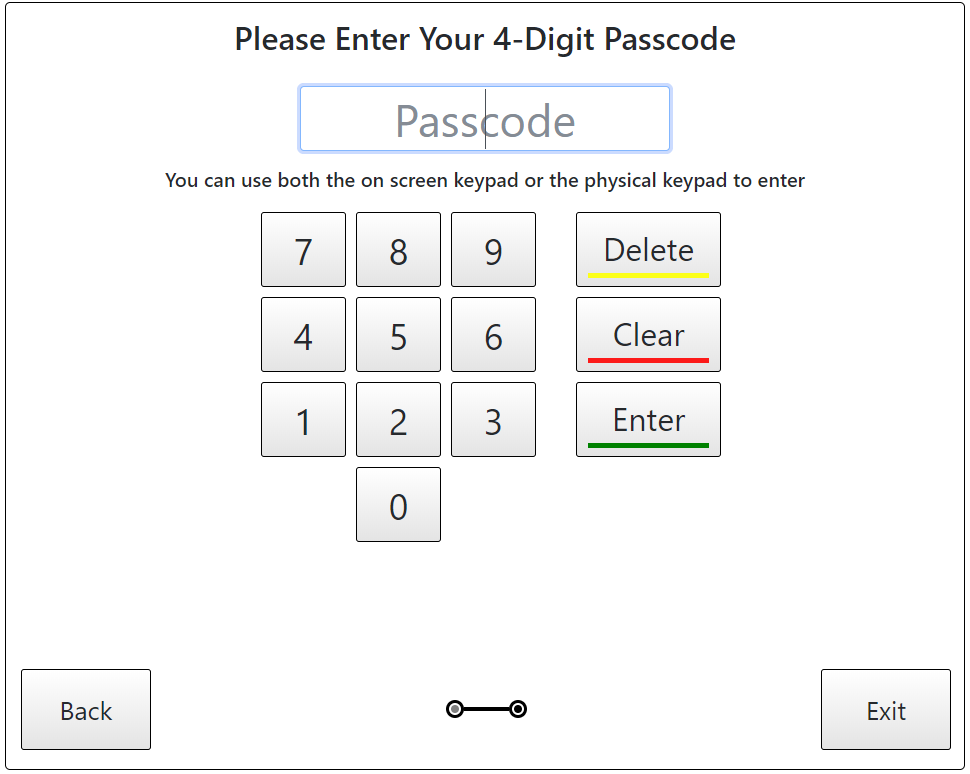 Please Enter Your 4-Digit Passcode
Passcode
You can use both the on screen keypad or the physical keypad to enter
7 8 9 Delete
4 5 6 Clear
1 2 3 Enter
0
Back Exit